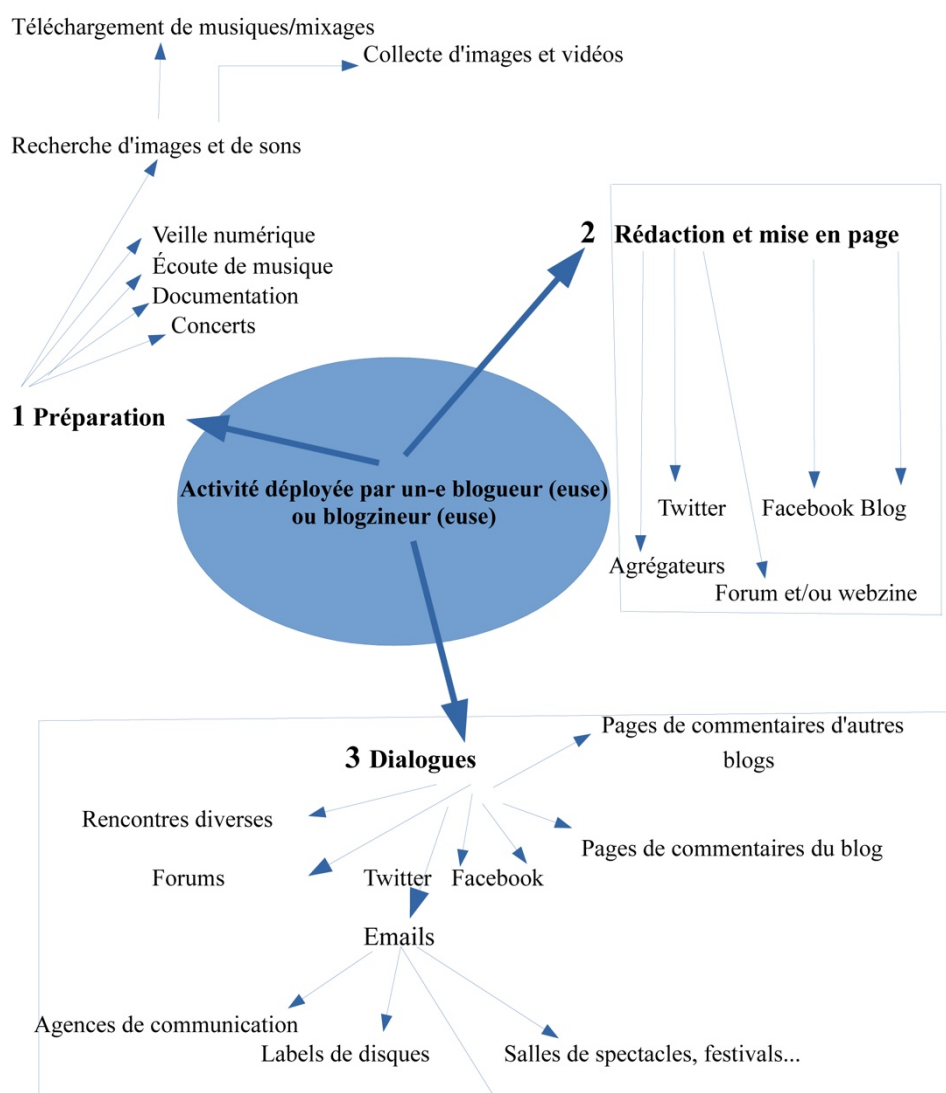 Téléchargement de musiques/mixages
Collecte d'images et vidéos
Recherche d'images et de sons
Veille numérique
Écoute de musique
Documentation
Concerts
1 Préparation
2 Rédaction et mise en page
Twitter
Facebook Blog
Agrégateurs
Forum et/ou webzine
Activité déployée par un-e blogueur (euse)
ou blogzineur (euse)
3 Dialogues
Pages de commentaires d'autres
blogs
Rencontres diverses
Pages de commentaires du blog
Forums
Twitter
Facebook
Emails
Agences de communication
Labels de disques
Salles de spectacles, festivals...